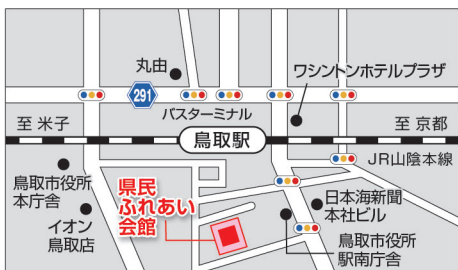 丸由
ワシントンホテルプラザ
291
バスターミナル
至 米子
鳥取駅
至 京都
JR山陰本線
鳥取市役所
本庁舎
県民
ふれあい
会館
イオン
鳥取店
日本海新聞
本社ビル
鳥取市役所
駅南庁舎